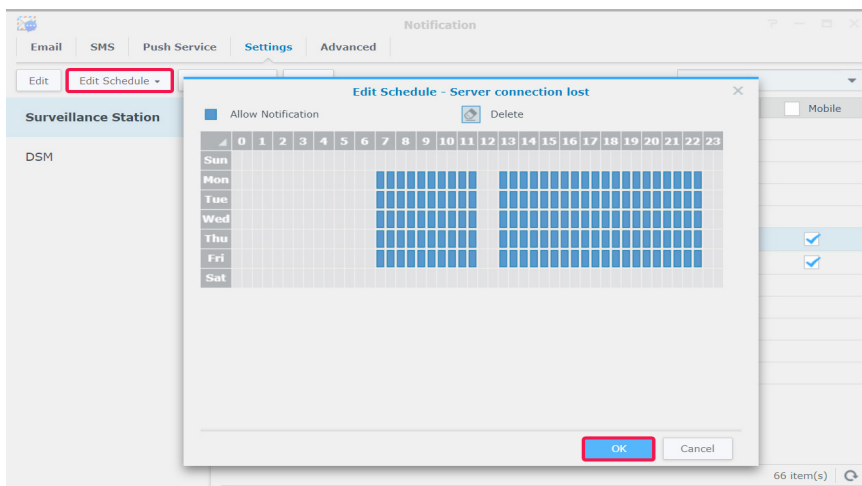 Notification
Email SMS Push Service Settings Advanced
Edit Edit Schedule
Edit Schedule - Server connection lost
Surveillance Station
DSM
Allow Notification Delete
Mobile
0 1 2 3 4 5 6 7 8 9 10 11 12 13 14 15 16 17 18 19 20 21 22 23
Sun
Mon
Tue
Wed
Thu
Fri
Sat
OK Cancel
66 item(s)